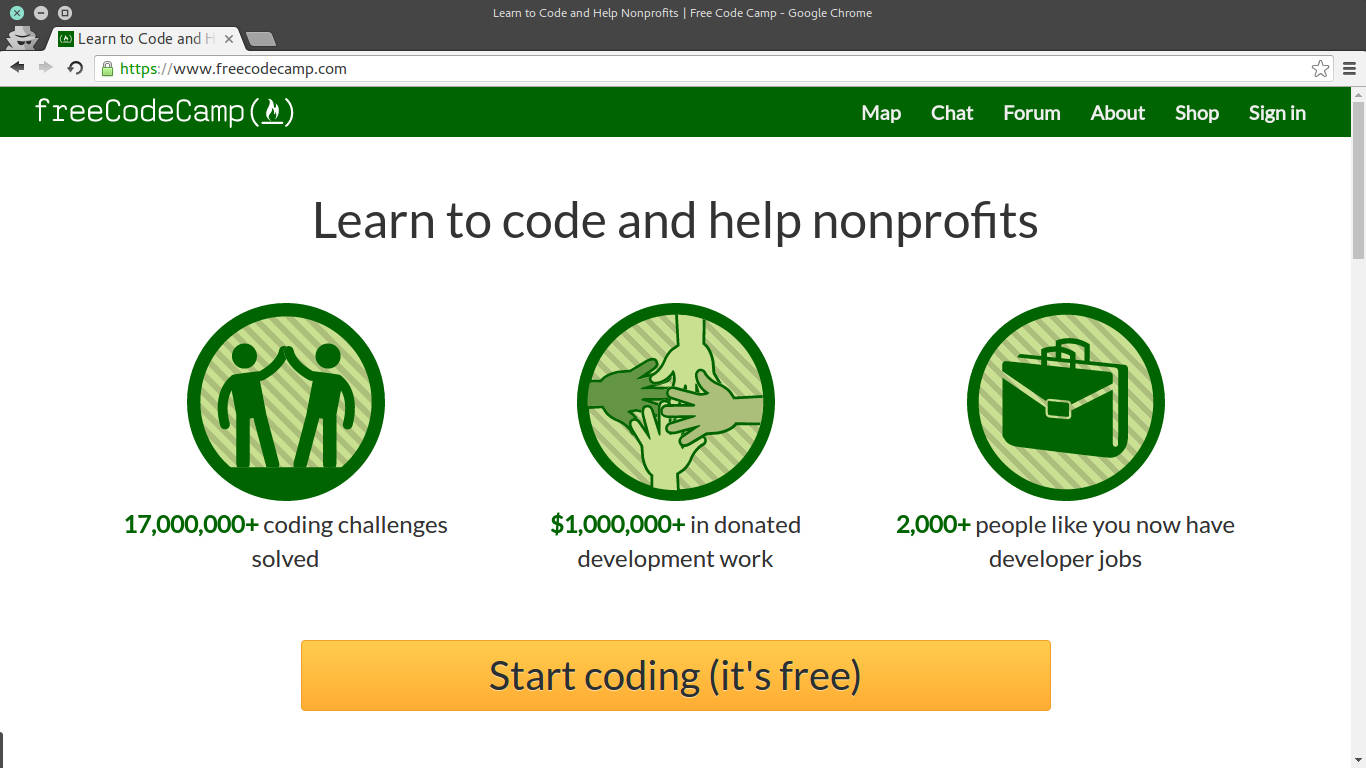 Learn to Code and Help Nonprofits | Free Code Camp - Google Chrome
Learn to Code and H
https://www.freecodecamp.com
freeCodeCamp
Map Chat Forum About Shop Sign in
Learn to code and help nonprofits
17,000,000+ coding challenges
solved
$1,000,000+ in donated
development work
2,000+ people like you now have
developer jobs
Start coding (it's free)